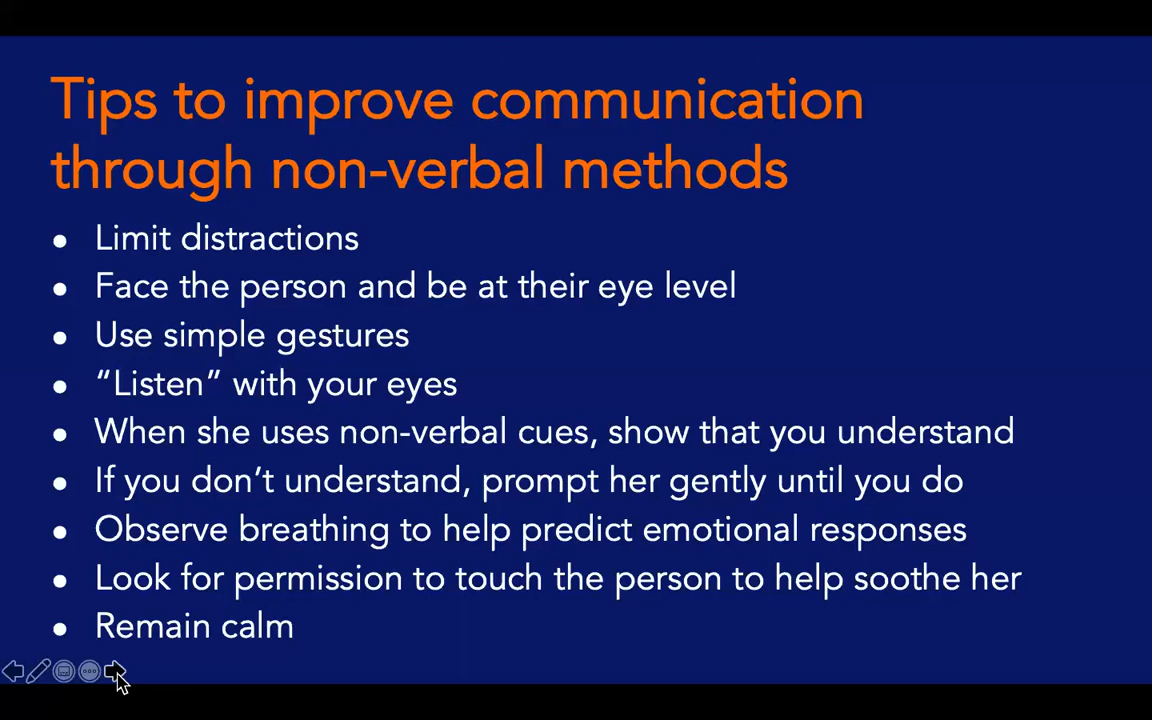 Tips to improve communication
through non-verbal methods
● Limit distractions
● Face the person and be at their eye level
● Use simple gestures
● “Listen” with your eyes
● When she uses non-verbal cues, show that you understand
● If you don’t understand, prompt her gently until you do
● Observe breathing to help predict emotional responses
● Look for permission to touch the person to help soothe her
● Remain calm